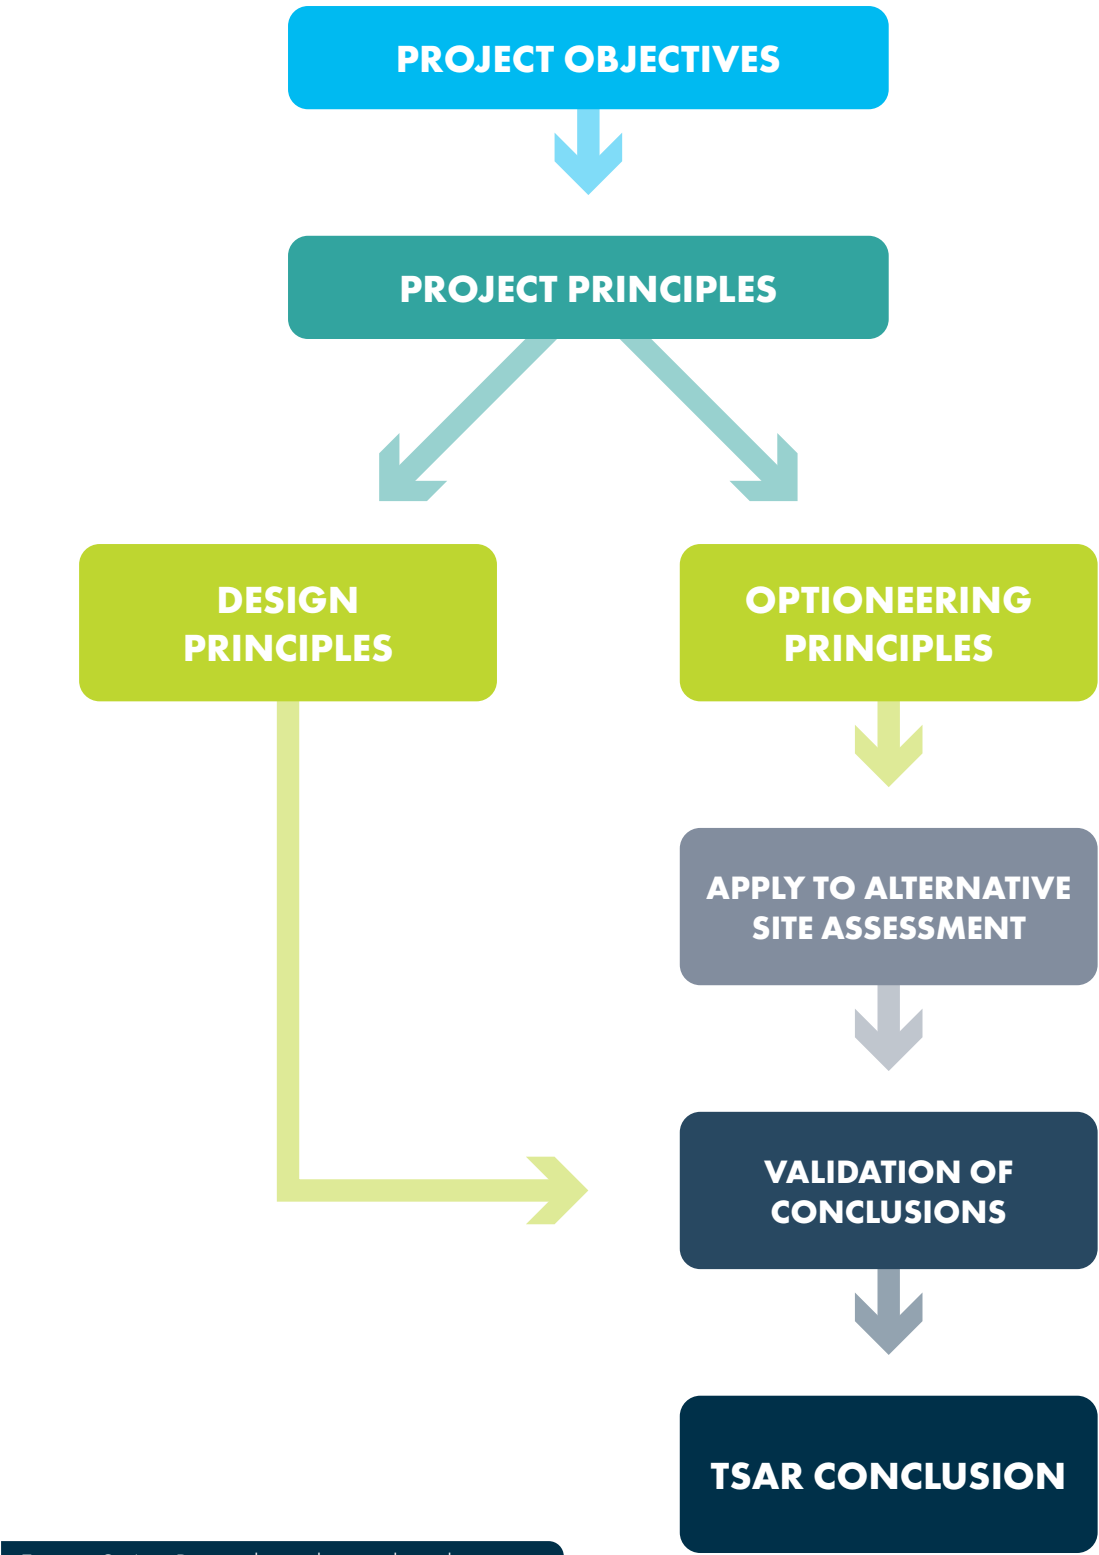 PROJECT OBJECTIVES
PROJECT PRINCIPLES
DESIGN
PRINCIPLES
OPTIONEERING
PRINCIPLES
APPLY TO ALTERNATIVE
SITE ASSESSMENT
VALIDATION OF
CONCLUSIONS
TSAR CONCLUSION